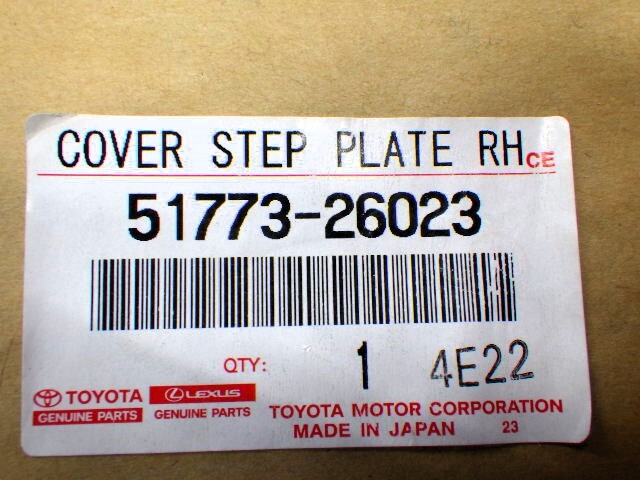 COVER STEP PLATE RH CE
51773-26023
QTY: 1 4E22
TOYOTA LEXUS
GENUINE PARTS GENUINE PARTS
TOYOTA MOTOR CORPORATION
MADE IN JAPAN 23